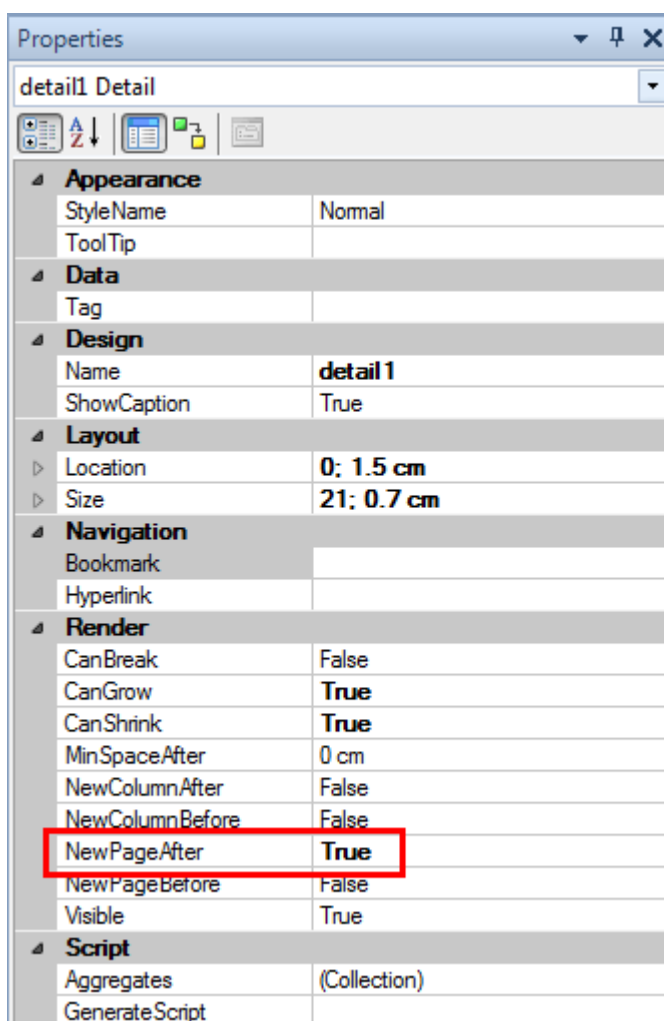 Properties
detail1 Detail
Appearance
StyleName Normal
ToolTip
Data
Tag
Design
Name detail1
ShowCaption True
Layout
Location 0; 1.5 cm
Size 21; 0.7 cm
Navigation
Bookmark
Hyperlink
Render
CanBreak False
CanGrow True
CanShrink True
MinSpaceAfter 0 cm
NewColumnAfter False
NewColumnBefore False
NewPageAfter True
NewPageBefore False
Visible True
Script
Aggregates (Collection)
GenerateScript